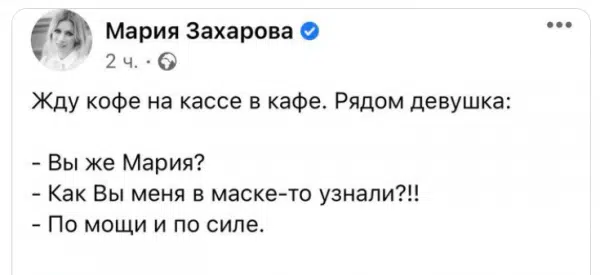 Мария Захарова
2 ч. ·
Жду кофе на кассе в кафе. Рядом девушка:
- Вы же Мария?
- Как Вы меня в маске-то узнали?!!
- По мощи и по силе.